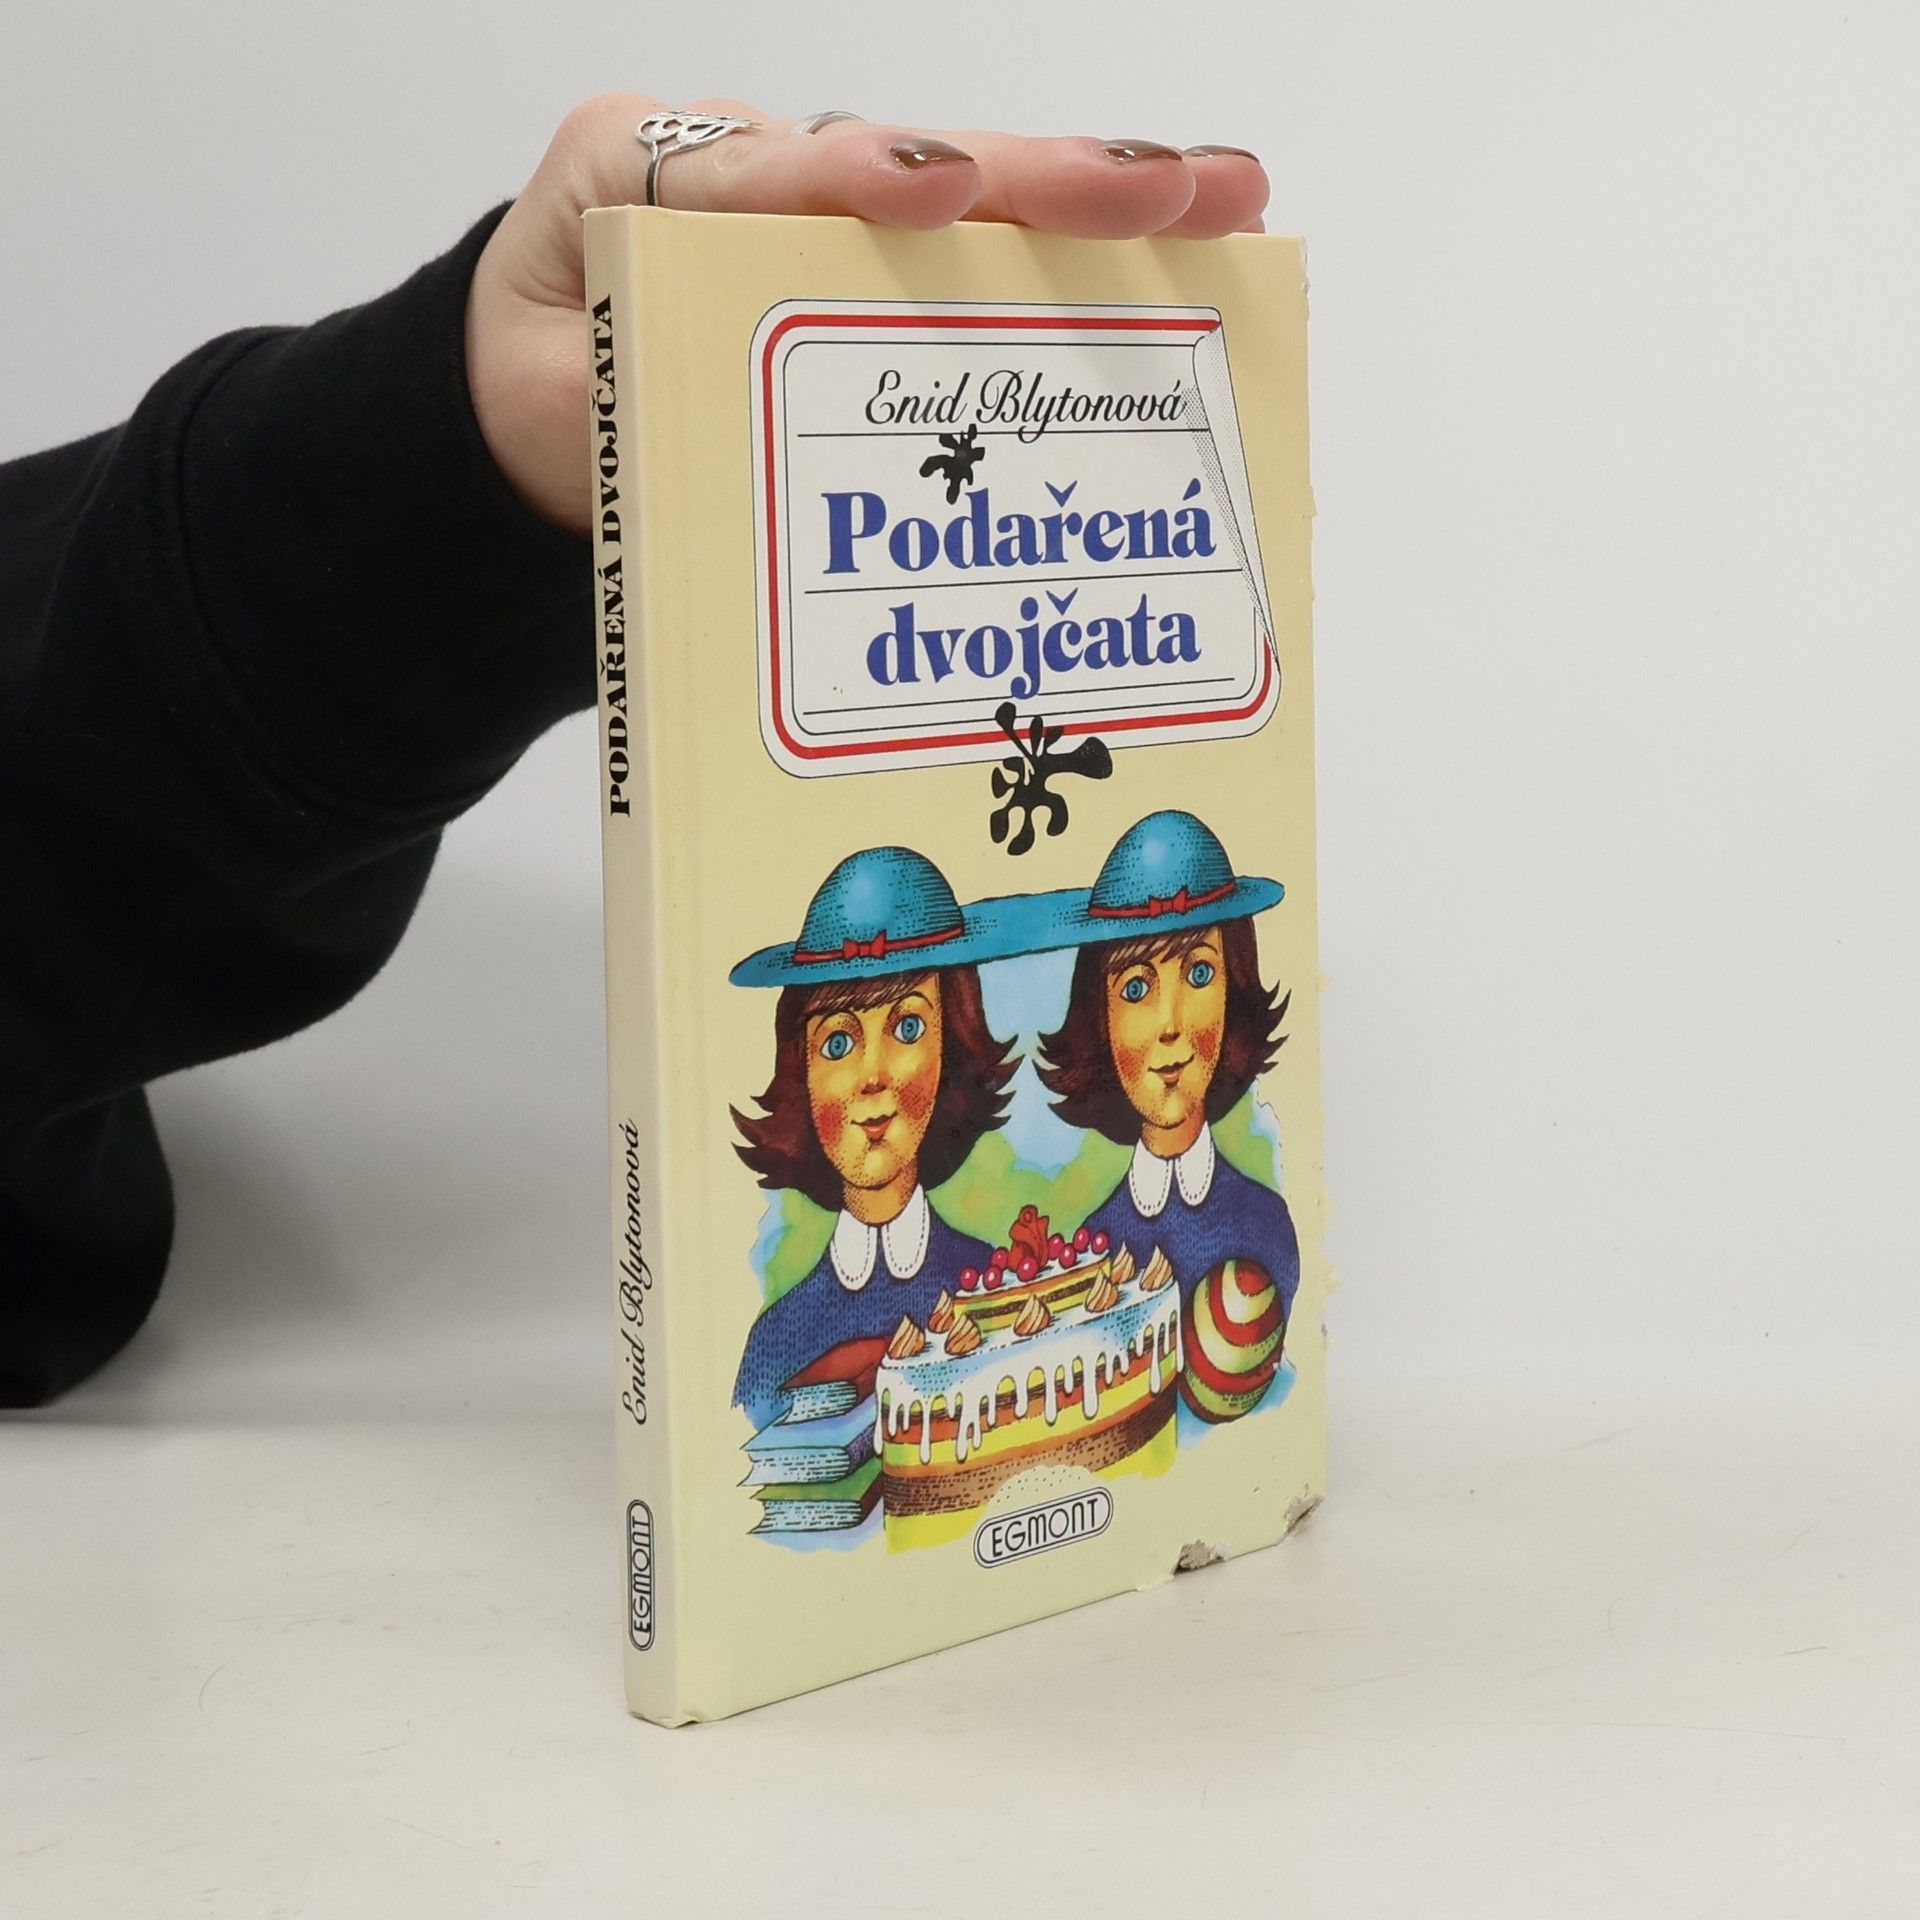 PODAŘENÁ DVOJČATA
Enid Blytonová
EGMONT
Enid Blytonová
Podařená
dvojčata
EGMONT